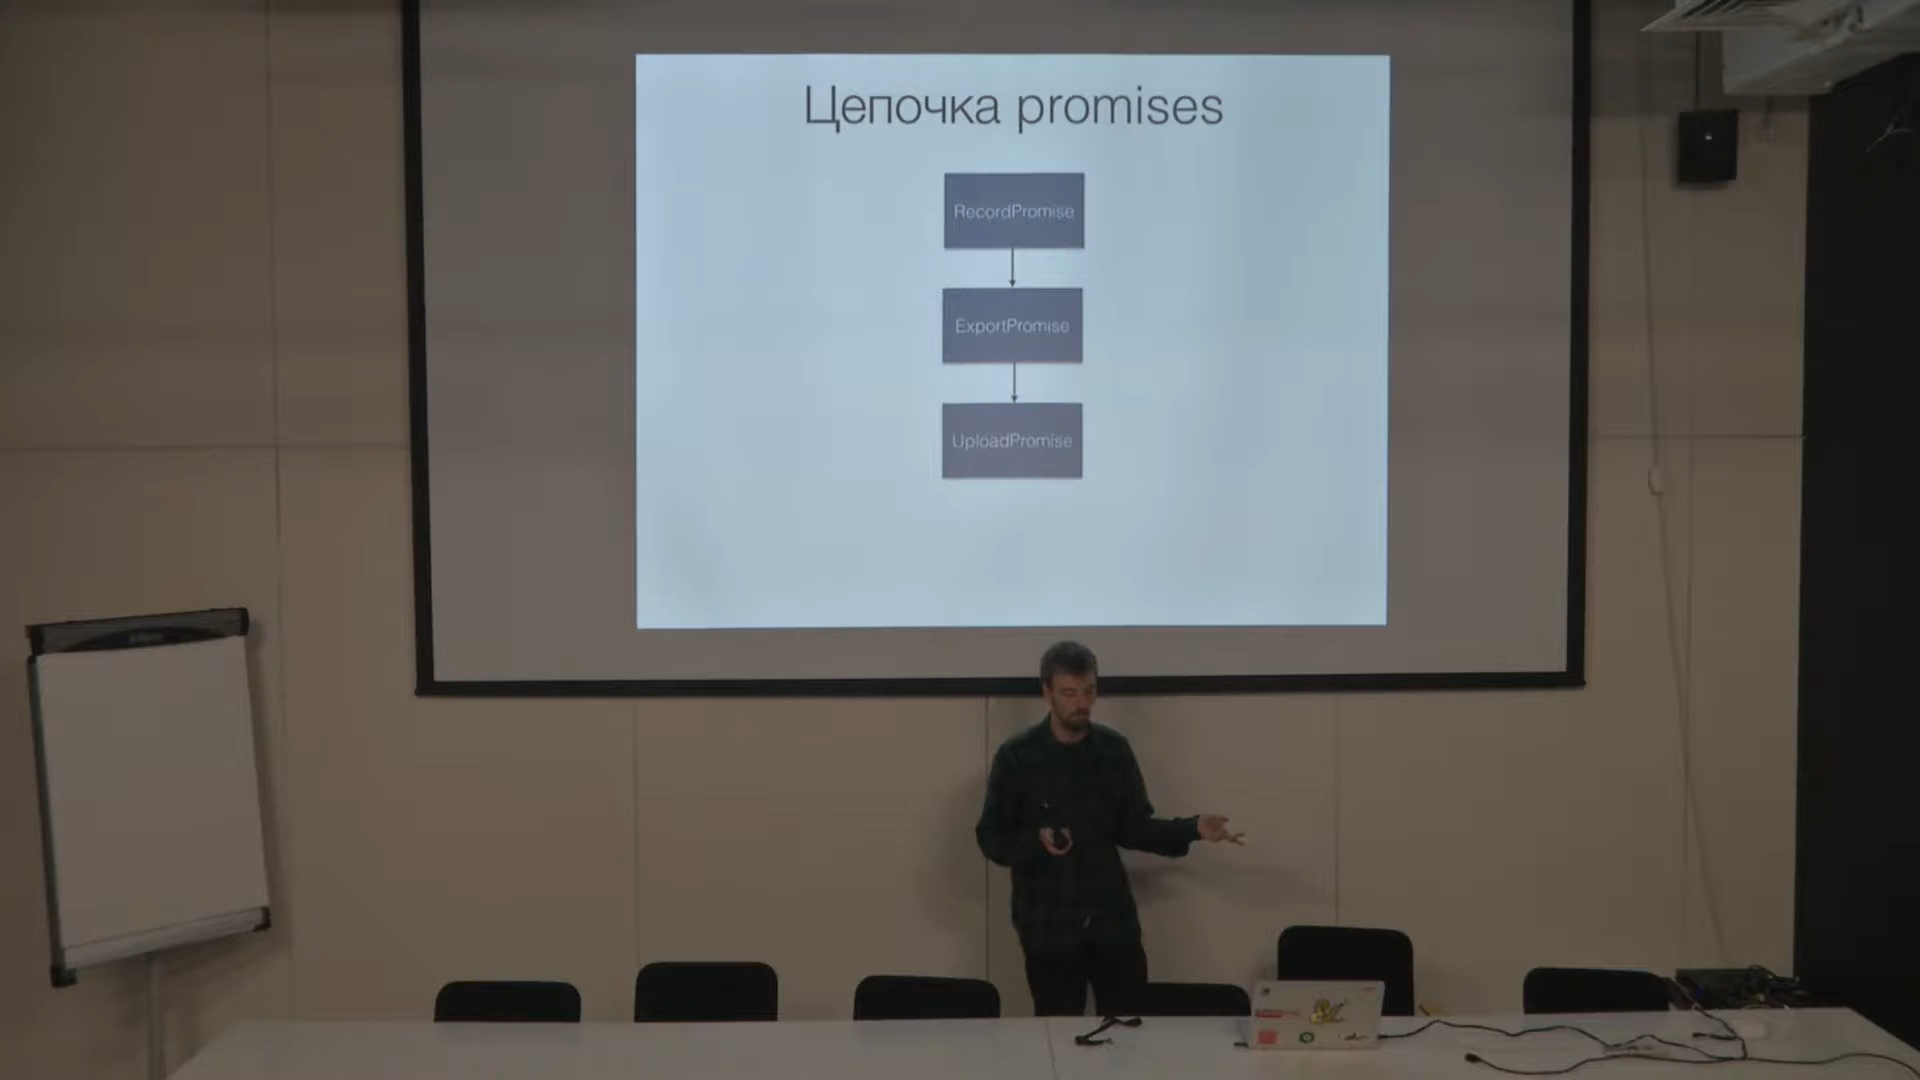 Цепочка promises
RecordPromise
ExportPromise
UploadPromise